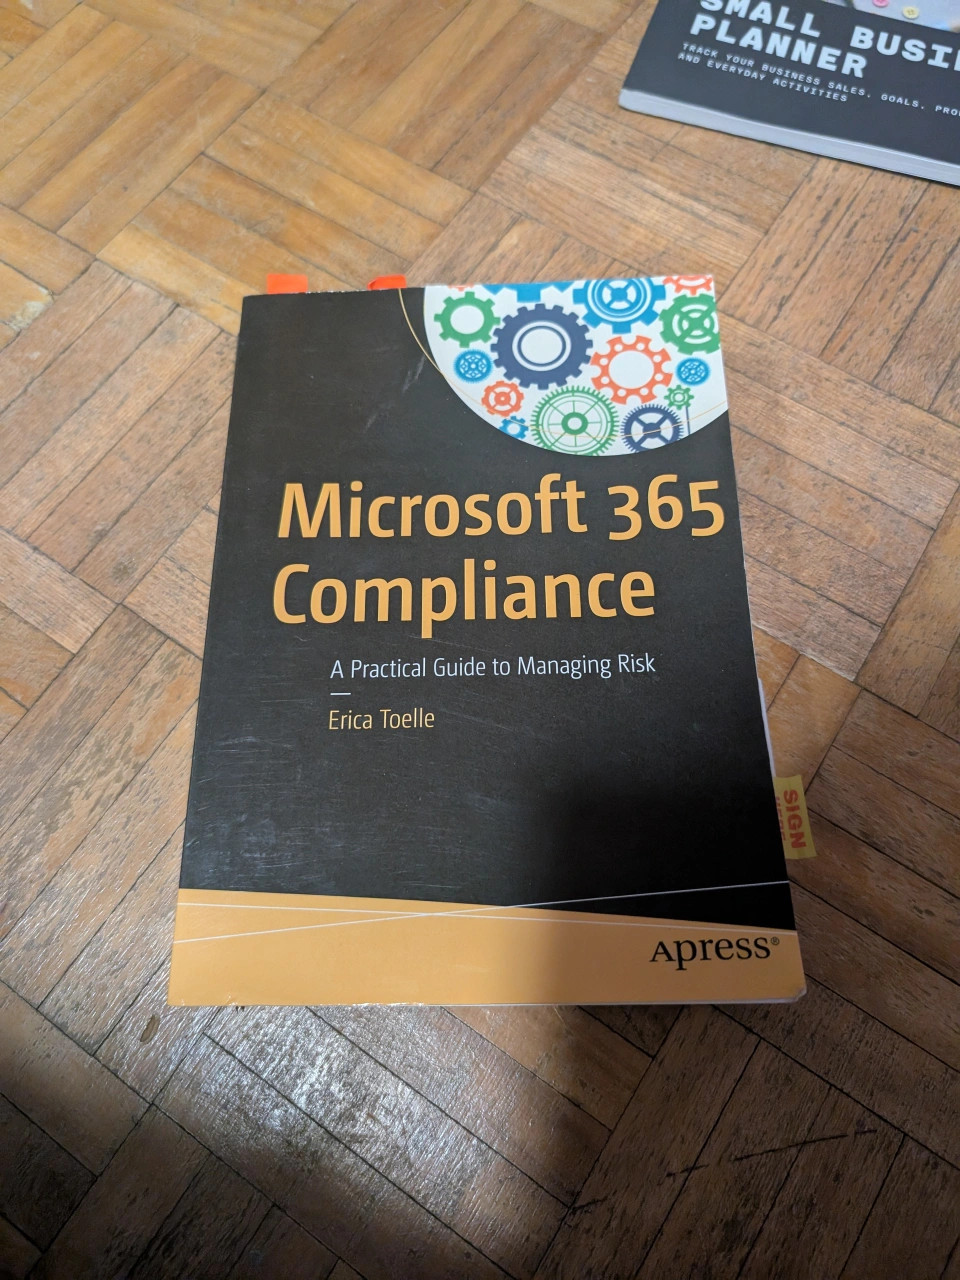 SMALL BUSI
PLANNER
TRACK YOUR BUSINESS SALES, GOALS,
AND EVERYDAY ACTIVITIES
Microsoft 365
Compliance
A Practical Guide to Managing Risk
Erica Toelle
SIGN
HERE
Apress®